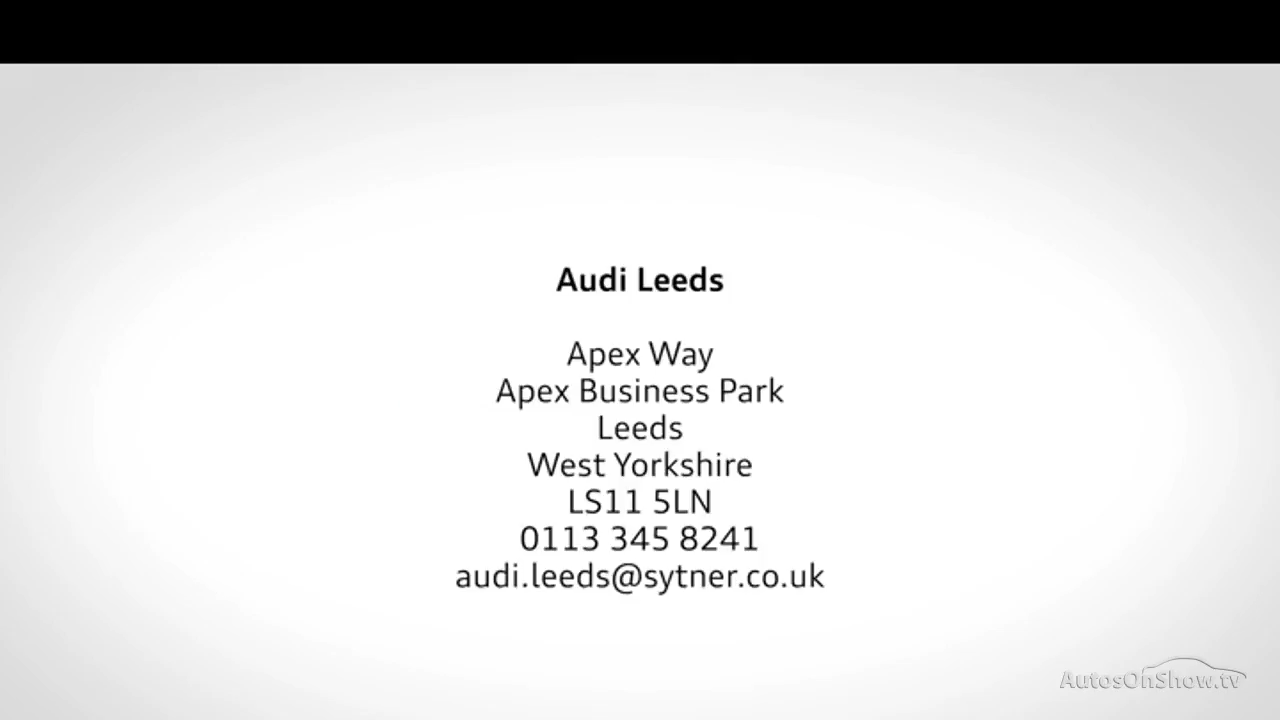 Audi Leeds
Apex Way
Apex Business Park
Leeds
West Yorkshire
LS11 5LN
0113 345 8241
audi.leeds@sytner.co.uk
AutosOnShow.tv